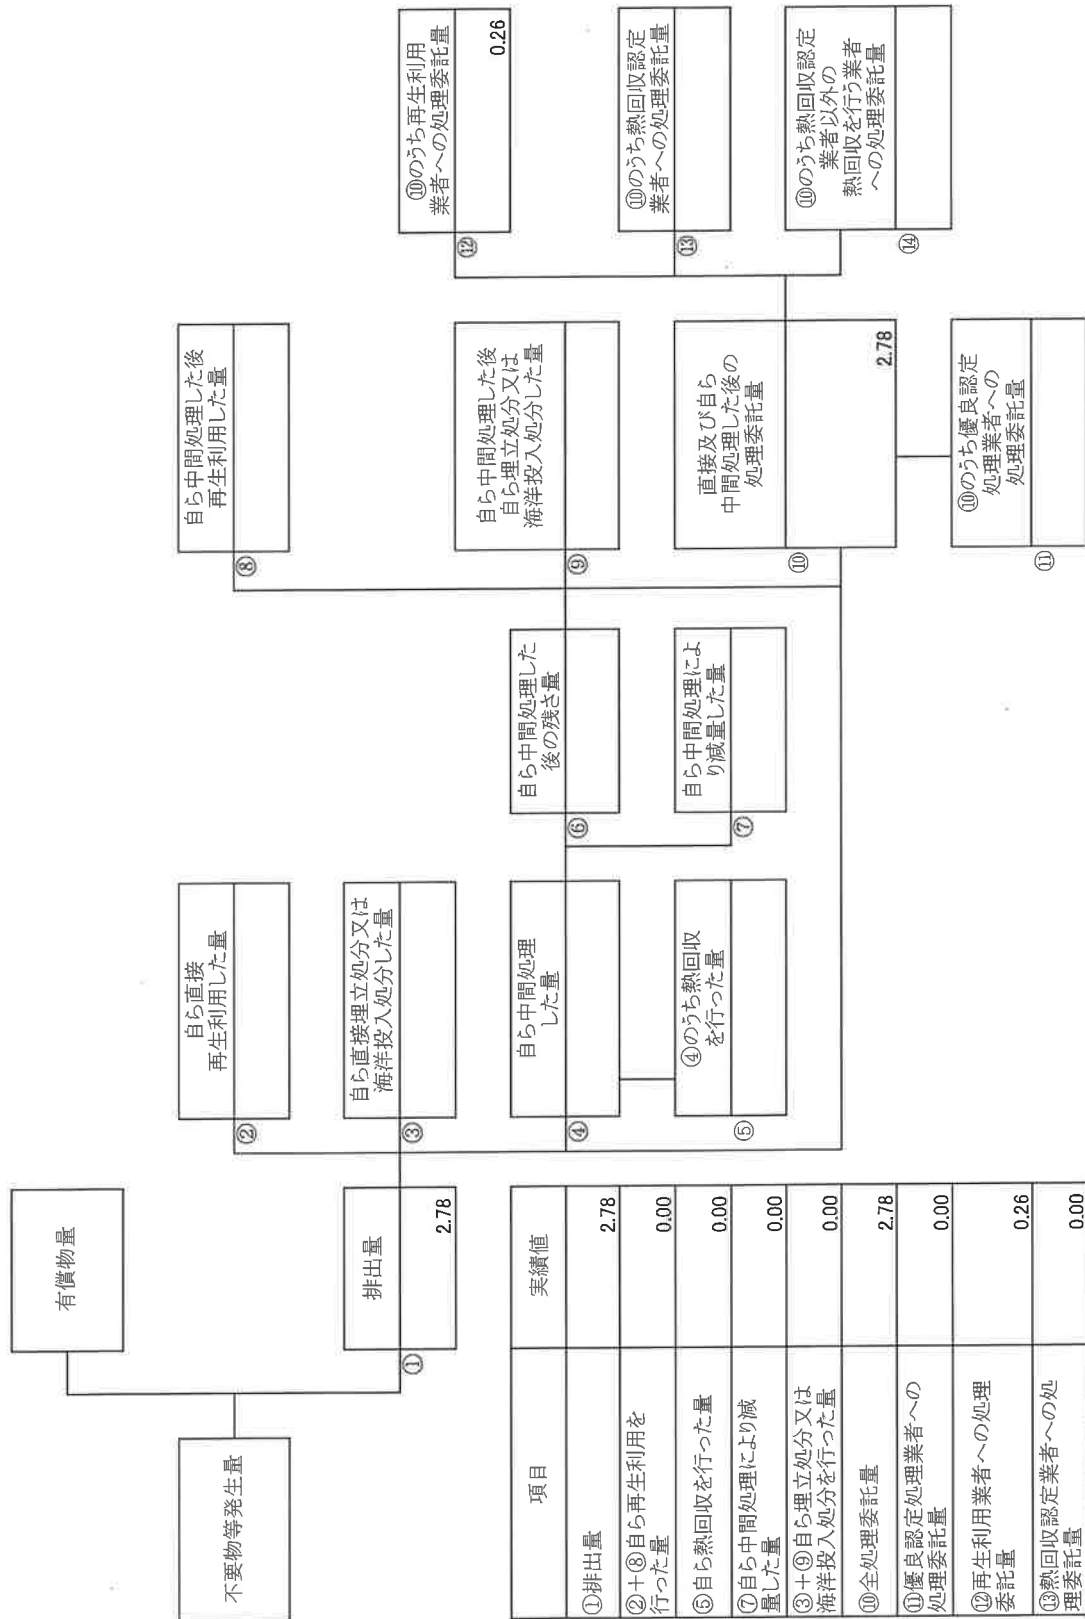 不要物等発生量
有償物量
排出量
①
2.78
自ら直接
再生利用した量
②
自ら直接埋立処分又は
海洋投入処分した量
③
自ら中間処理
した量
④
④のうち熱回収
を行った量
⑤
自ら中間処理した
後の残さ量
⑥
自ら中間処理によ
り減量した量
⑦
自ら中間処理した後
再生利用した量
⑧
自ら中間処理した後
自ら埋立処分又は
海洋投入処分した量
⑨
直接及び自ら
中間処理した後の
処理委託量
⑩
2.78
⑩のうち優良認定
処理業者への
処理委託量
⑪
⑩のうち再生利用
業者への処理委託量
⑫
0.26
⑩のうち熱回収認定
業者への処理委託量
⑬
⑩のうち熱回収認定
業者以外の
熱回収を行う業者
への処理委託量
⑭
項目 実績値
①排出量 2.78
②+⑧自ら再生利用を
行った量 0.00
⑤自ら熱回収を行った量 0.00
⑦自ら中間処理により減
量した量 0.00
③+⑨自ら埋立処分又は
海洋投入処分を行った量 0.00
⑩全処理委託量 2.78
⑪優良認定処理業者への
処理委託量 0.00
⑫再生利用業者への処理
委託量 0.26
⑬熱回収認定業者への処
理委託量 0.00